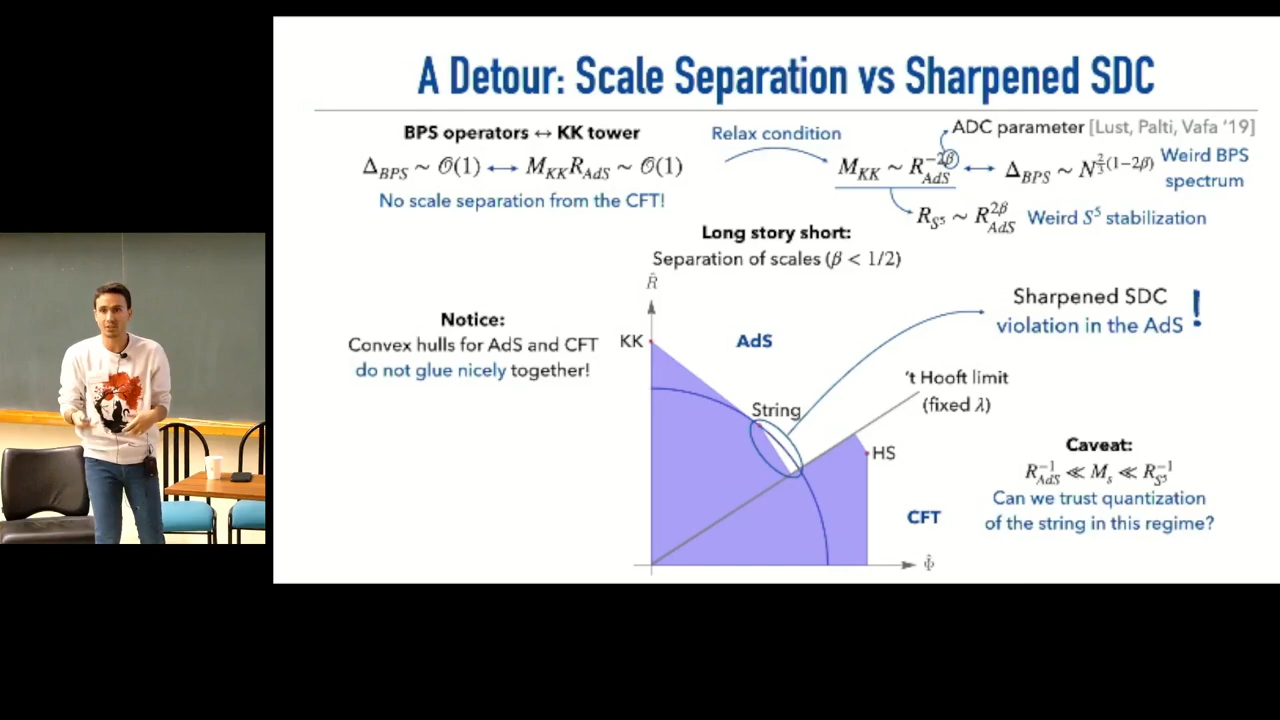 A Detour: Scale Separation vs Sharpened SDC
BPS operators ↔ KK tower
Δ_BPS ~ 𝒪(1) ⟷ M_KK R_AdS ~ 𝒪(1)
No scale separation from the CFT!
Relax condition
ADC parameter [Lust, Palti, Vafa '19]
M_KK ~ R_AdS^{-2β} ⟷ Δ_BPS ~ N^{2/3(1-2β)}
Weird BPS
spectrum
R_{S^5} ~ R_AdS^{2β} Weird S^5 stabilization
Long story short:
Separation of scales (β < 1/2)
Notice:
Convex hulls for AdS and CFT
do not glue nicely together!
R̂
KK
AdS
String
't Hooft limit
(fixed λ)
HS
CFT
Φ̂
Sharpened SDC
violation in the AdS !
Caveat:
R_AdS^{-1} ≪ M_s ≪ R_{S^5}^{-1}
Can we trust quantization
of the string in this regime?